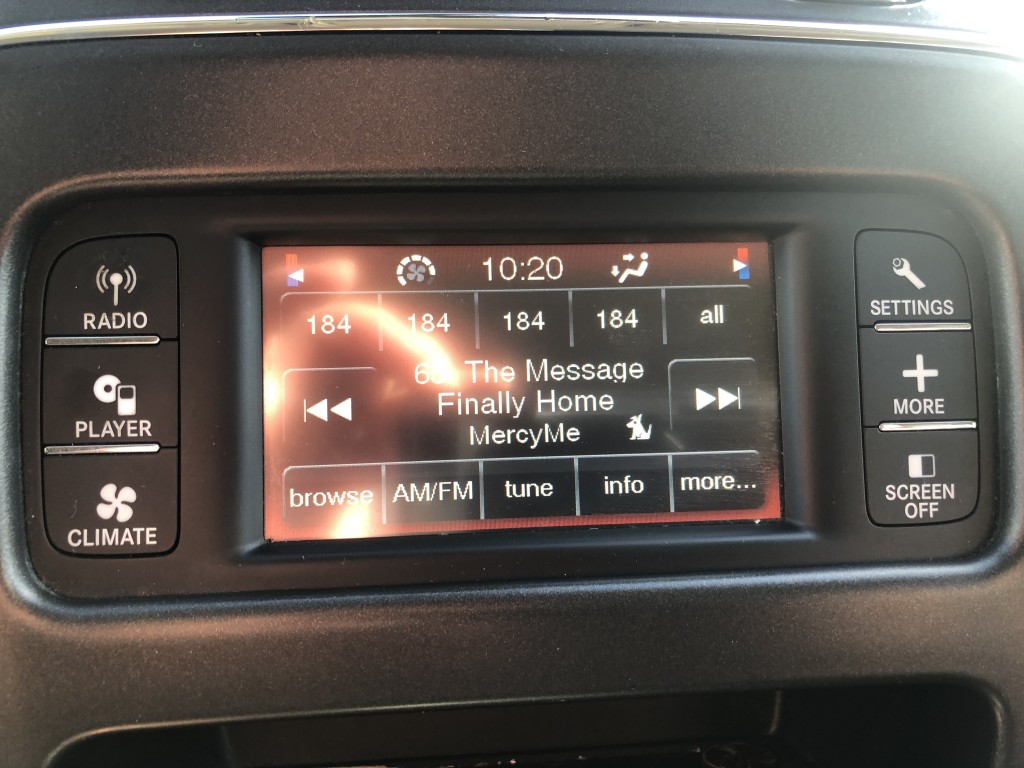 RADIO
PLAYER
CLIMATE
10:20
184 184 184 184 all
The Message
Finally Home
MercyMe
browse AM/FM tune info more...
SETTINGS
MORE
SCREEN
OFF